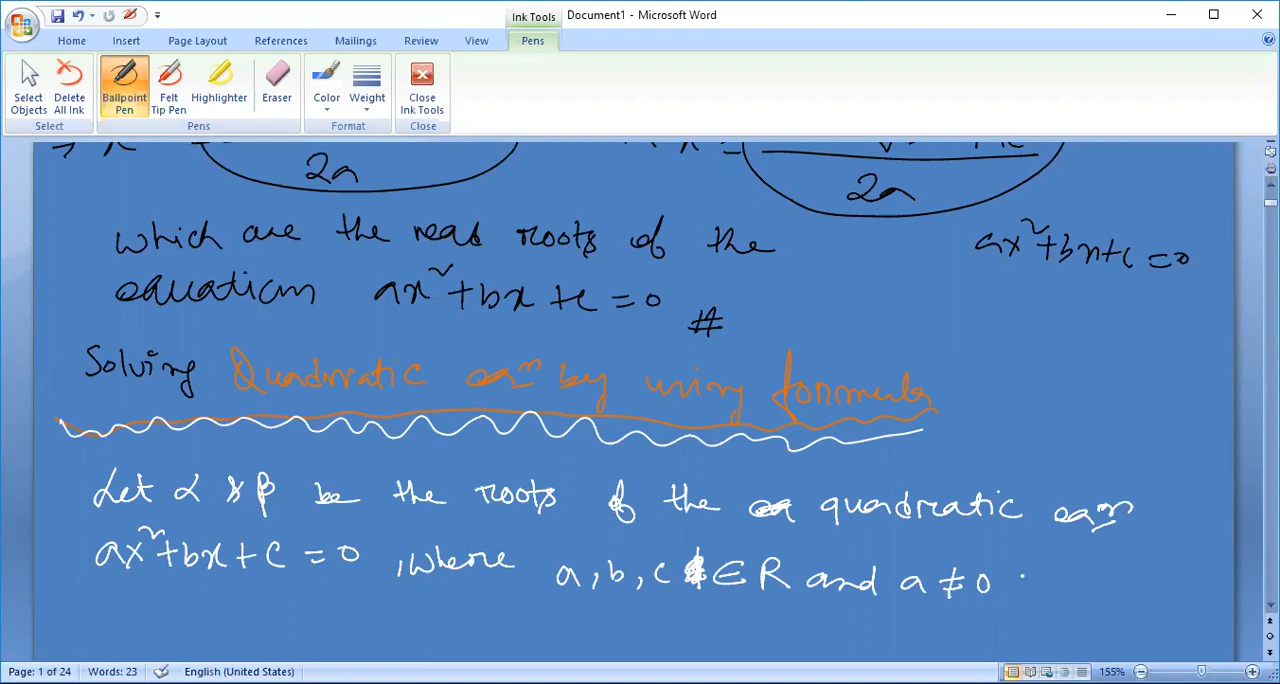 Ink Tools Document1 - Microsoft Word
Home Insert Page Layout References Mailings Review View Pens
Select Objects Delete All Ink Ballpoint Pen Felt Tip Pen Highlighter Eraser Color Weight Close Ink Tools
Select Pens Format Close
2a 2a
which are the real roots of the
ax²+bx+c=0
equation ax²+bx+c=0 #
Solving Quadratic eqn by using formula
Let α & β be the roots of the quadratic eqn
ax²+bx+c=0, where a, b, c ∈ R and a ≠ 0.
Page: 1 of 24 Words: 23 English (United States) 155%